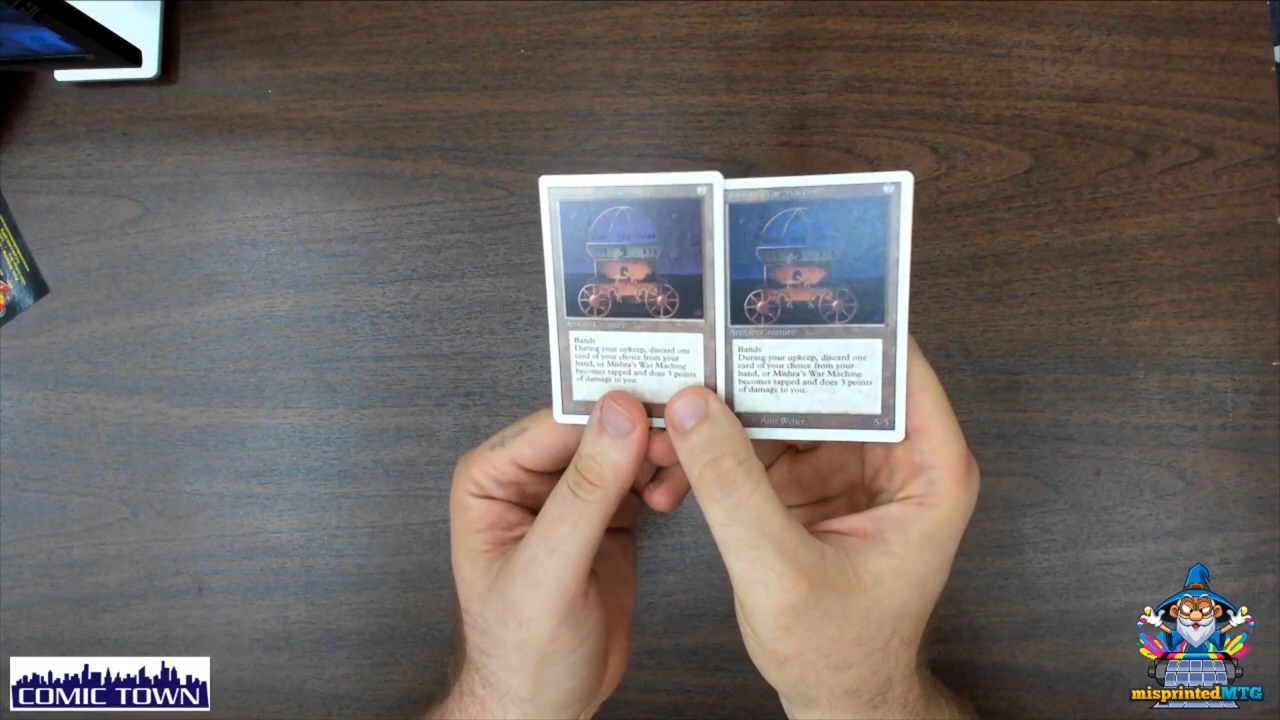 Bands
During your upkeep, discard one
card of your choice from your
hand, or Mishra's War Machine
becomes tapped and does 3 points
of damage to you.
Artifact Creature
Bands
During your upkeep, discard one
card of your choice from your
hand, or Mishra's War Machine
becomes tapped and does 3 points
of damage to you.
Amy Weber
5/5
COMIC TOWN
misprintedMTG